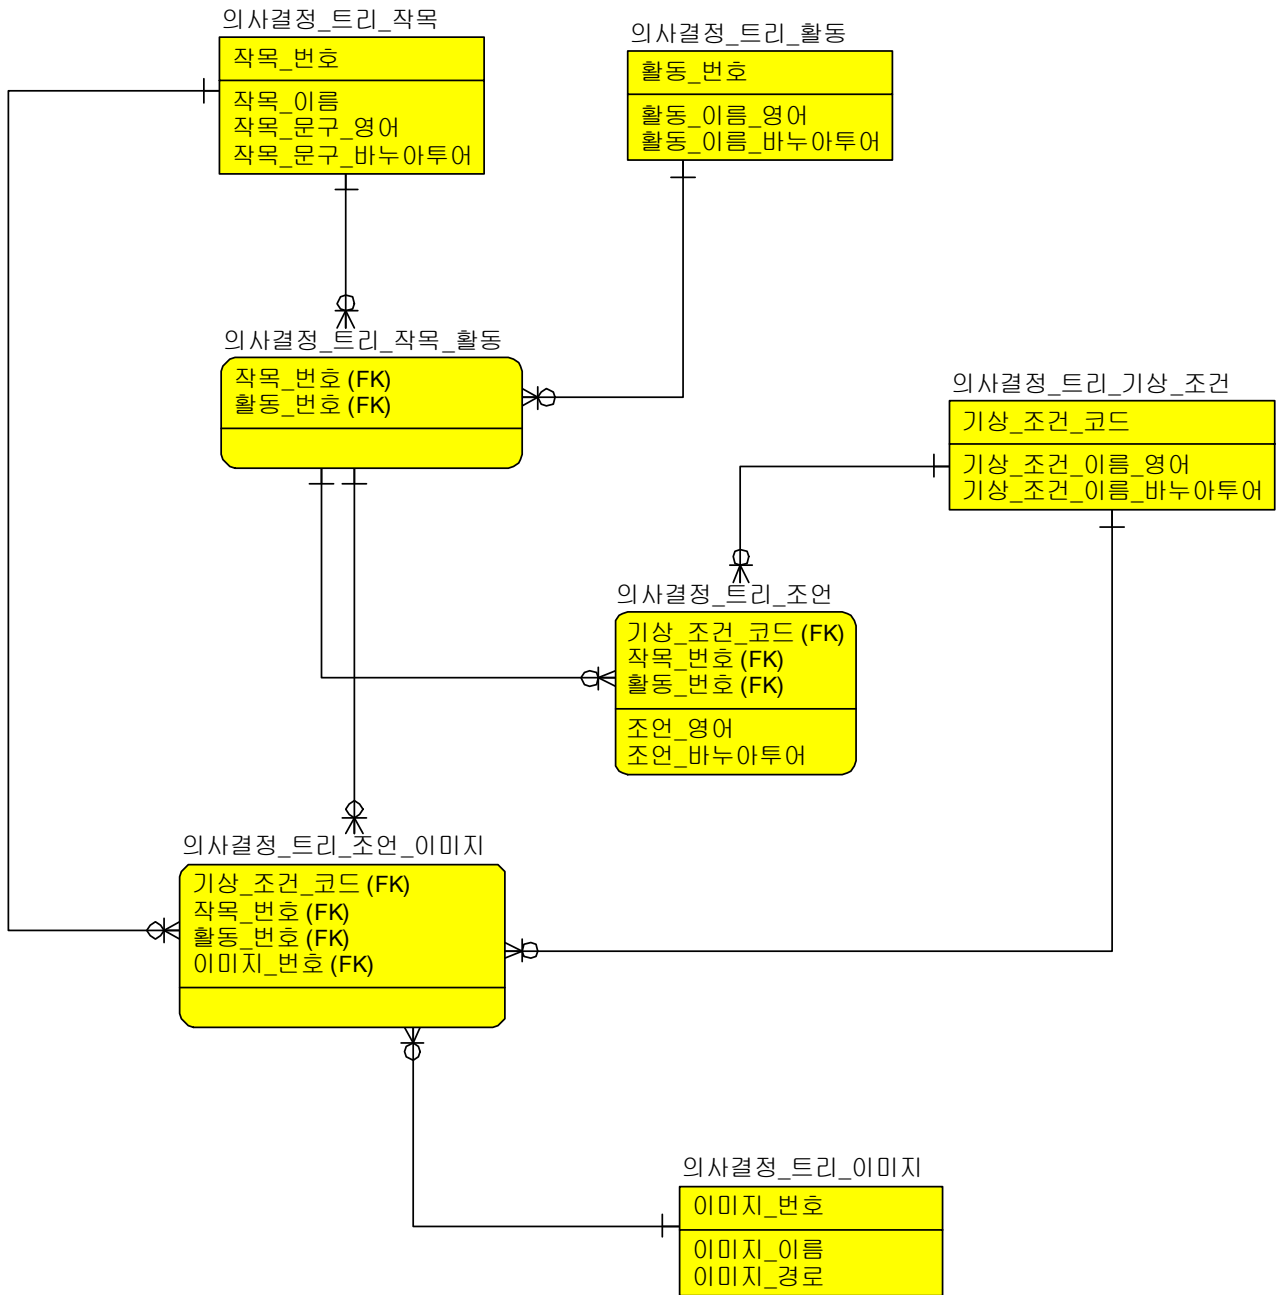 의사결정_트리_작목
작목_번호
작목_이름
작목_문구_영어
작목_문구_바누아투어
의사결정_트리_활동
활동_번호
활동_이름_영어
활동_이름_바누아투어
의사결정_트리_작목_활동
작목_번호 (FK)
활동_번호 (FK)
의사결정_트리_기상_조건
기상_조건_코드
기상_조건_이름_영어
기상_조건_이름_바누아투어
의사결정_트리_조언
기상_조건_코드 (FK)
작목_번호 (FK)
활동_번호 (FK)
조언_영어
조언_바누아투어
의사결정_트리_조언_이미지
기상_조건_코드 (FK)
작목_번호 (FK)
활동_번호 (FK)
이미지_번호 (FK)
의사결정_트리_이미지
이미지_번호
이미지_이름
이미지_경로